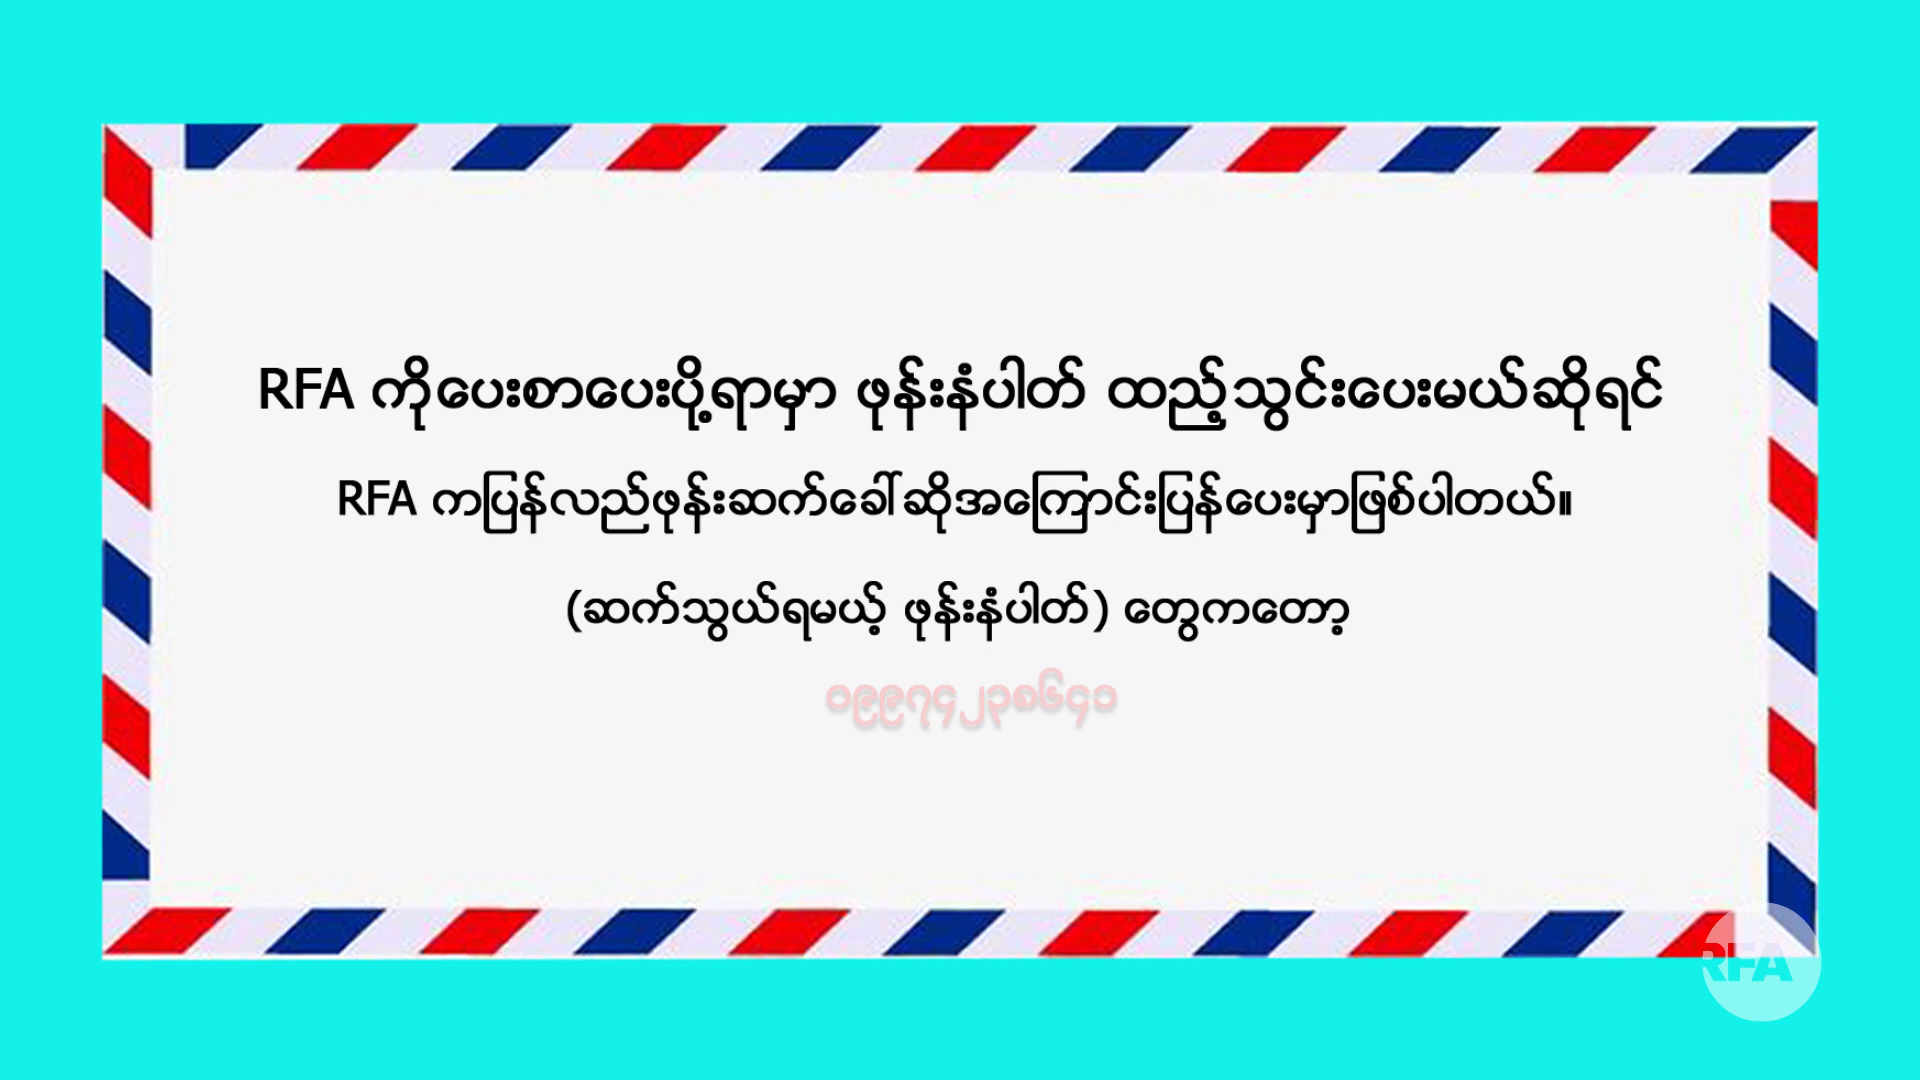 RFA ကိုပေးစာပေးပို့ရာမှာ ဖုန်းနံပါတ် ထည့်သွင်းပေးမယ်ဆိုရင်
RFA ကပြန်လည်ဖုန်းဆက်ခေါ်ဆိုအကြောင်းပြန်ပေးမှာဖြစ်ပါတယ်။
(ဆက်သွယ်ရမယ့် ဖုန်းနံပါတ်) တွေကတော့
၀၉၉၇၄၂၃၈၆၄၁
RFA